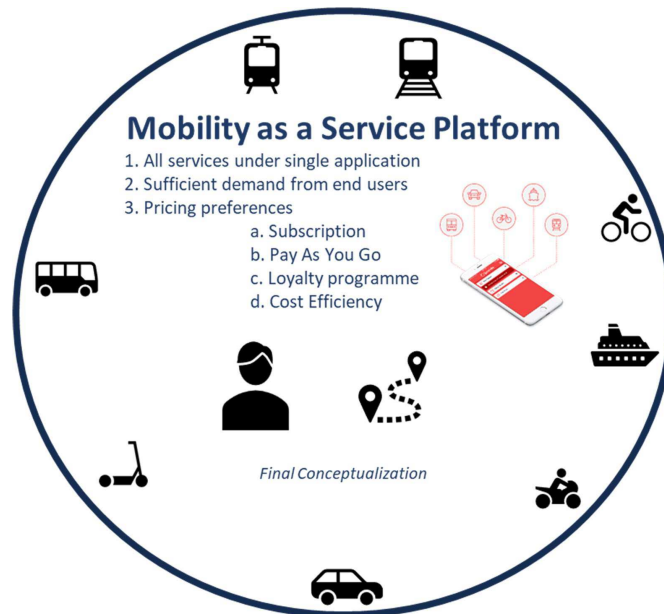 Mobility as a Service Platform
1. All services under single application
2. Sufficient demand from end users
3. Pricing preferences
a. Subscription
b. Pay As You Go
c. Loyalty programme
d. Cost Efficiency
Final Conceptualization